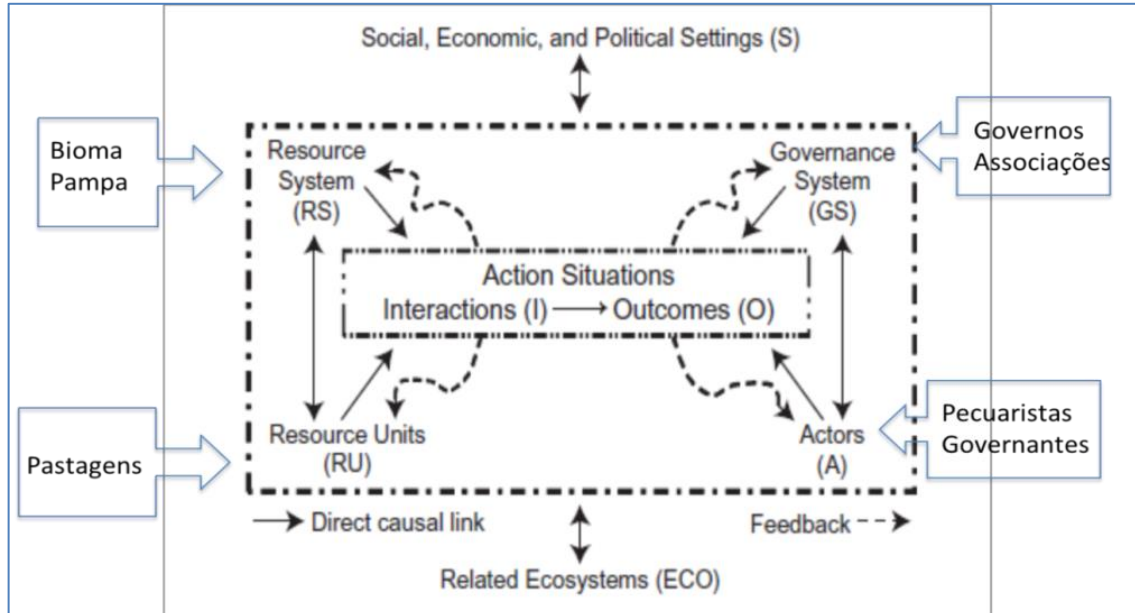 Social, Economic, and Political Settings (S)
Bioma
Pampa
Resource
System
(RS)
Governance
System
(GS)
Governos
Associações
Action Situations
Interactions (I) Outcomes (O)
Pastagens
Resource Units
(RU)
Actors
(A)
Pecuaristas
Governantes
Direct causal link
Feedback
Related Ecosystems (ECO)